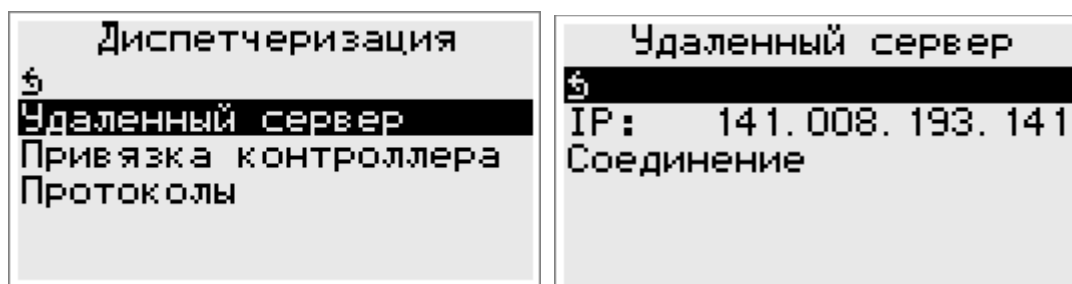 Диспетчеризация
Удаленный сервер
Привязка контроллера
Протоколы
Удаленный сервер
IP: 141.008.193.141
Соединение